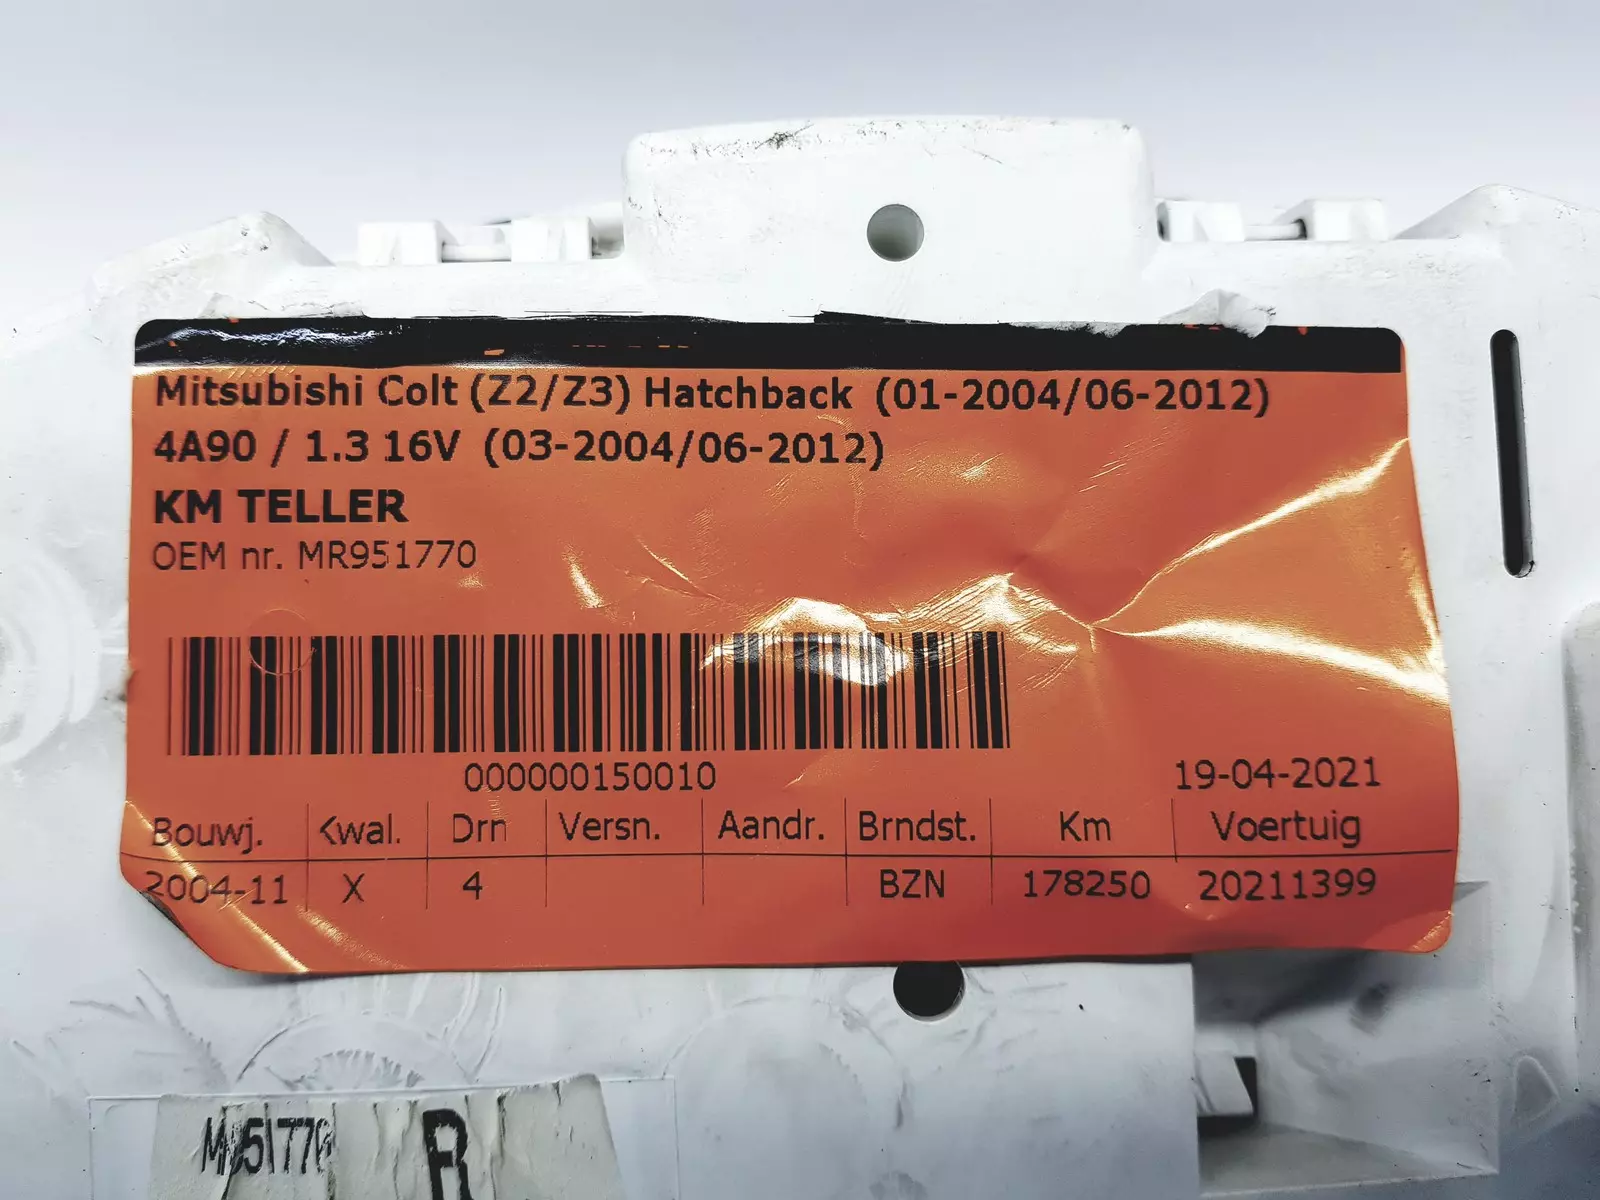 Mitsubishi Colt (Z2/Z3) Hatchback (01-2004/06-2012)
4A90 / 1.3 16V (03-2004/06-2012)
KM TELLER
OEM nr. MR951770
000000150010
19-04-2021
Bouwj. Kwal. Drn Versn. Aandr. Brndst. Km Voertuig
2004-11 X 4 BZN 178250 20211399